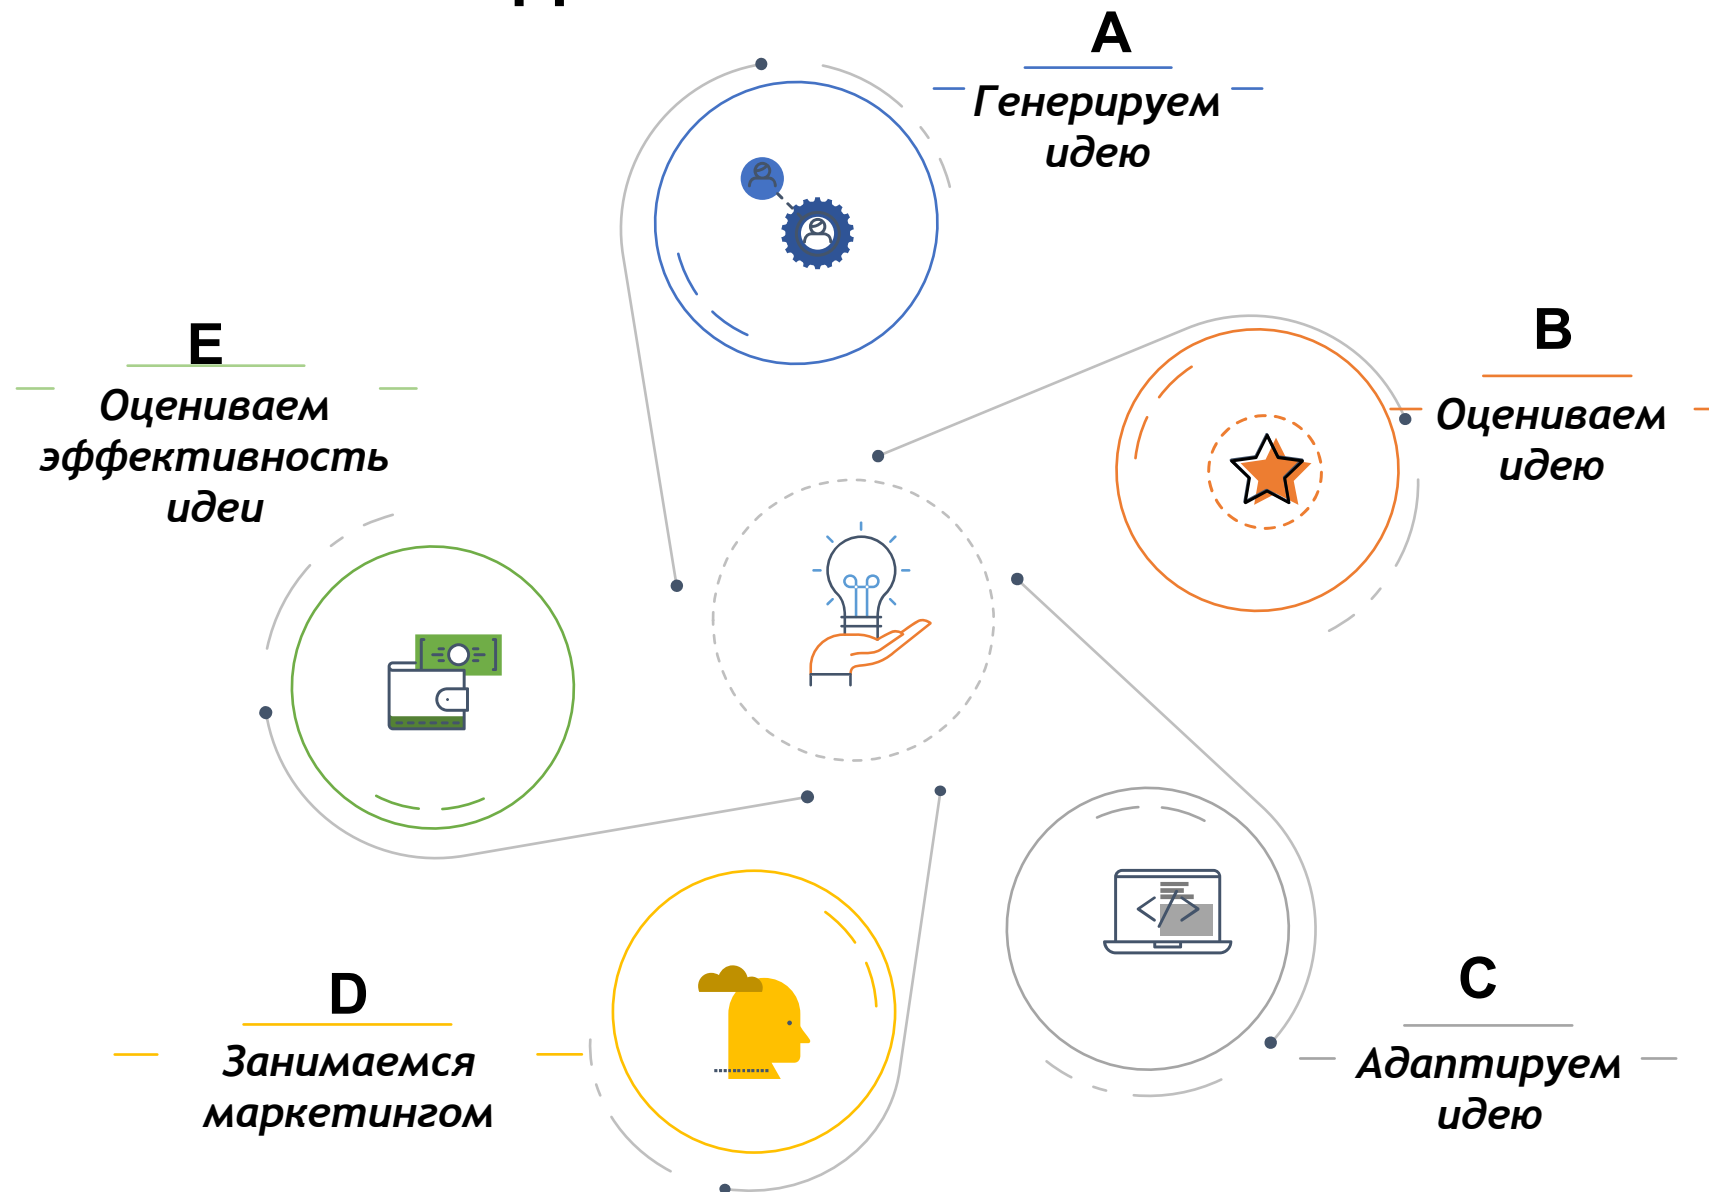 A
Генерируем
идею
B
Оцениваем
идею
C
Адаптируем
идею
D
Занимаемся
маркетингом
E
Оцениваем
эффективность
идеи